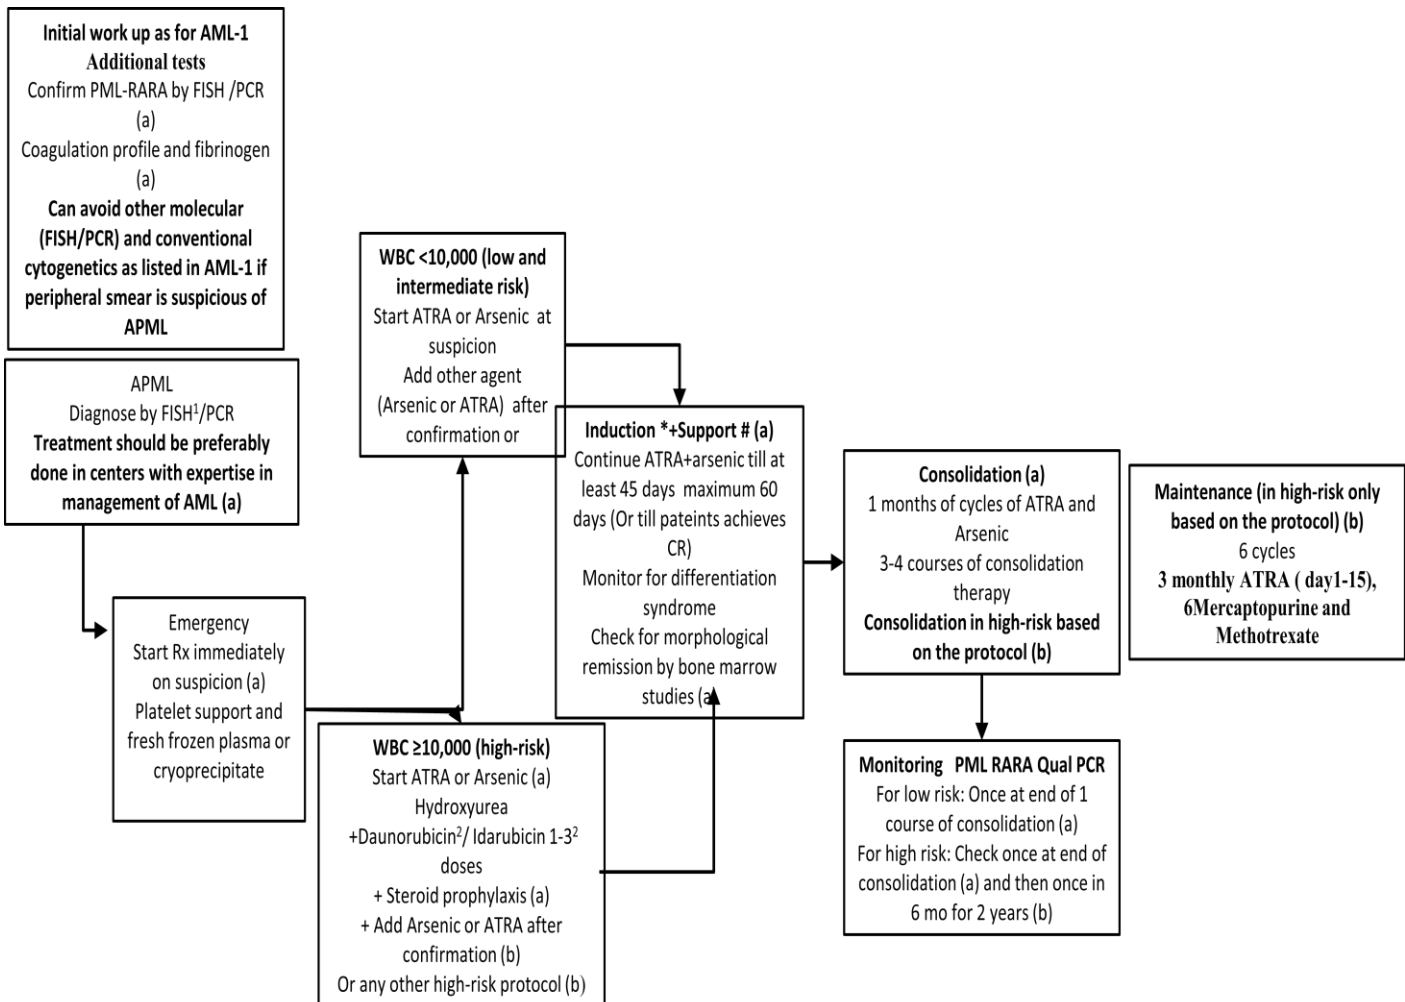 Initial work up as for AML-1
Additional tests
Confirm PML-RARA by FISH /PCR
(a)
Coagulation profile and fibrinogen
(a)
Can avoid other molecular
(FISH/PCR) and conventional
cytogenetics as listed in AML-1 if
peripheral smear is suspicious of
APML
APML
Diagnose by FISH¹/PCR
Treatment should be preferably
done in centers with expertise in
management of AML (a)
Emergency
Start Rx immediately
on suspicion (a)
Platelet support and
fresh frozen plasma or
cryoprecipitate
WBC <10,000 (low and
intermediate risk)
Start ATRA or Arsenic at
suspicion
Add other agent
(Arsenic or ATRA) after
confirmation or
WBC ≥10,000 (high-risk)
Start ATRA or Arsenic (a)
Hydroxyurea
+Daunorubicin²/ Idarubicin 1-3²
doses
+ Steroid prophylaxis (a)
+ Add Arsenic or ATRA after
confirmation (b)
Or any other high-risk protocol (b)
Induction *+Support # (a)
Continue ATRA+arsenic till at
least 45 days maximum 60
days (Or till pateints achieves
CR)
Monitor for differentiation
syndrome
Check for morphological
remission by bone marrow
studies (a
Consolidation (a)
1 months of cycles of ATRA and
Arsenic
3-4 courses of consolidation
therapy
Consolidation in high-risk based
on the protocol (b)
Monitoring PML RARA Qual PCR
For low risk: Once at end of 1
course of consolidation (a)
For high risk: Check once at end of
consolidation (a) and then once in
6 mo for 2 years (b)
Maintenance (in high-risk only
based on the protocol) (b)
6 cycles
3 monthly ATRA ( day1-15),
6Mercaptopurine and
Methotrexate